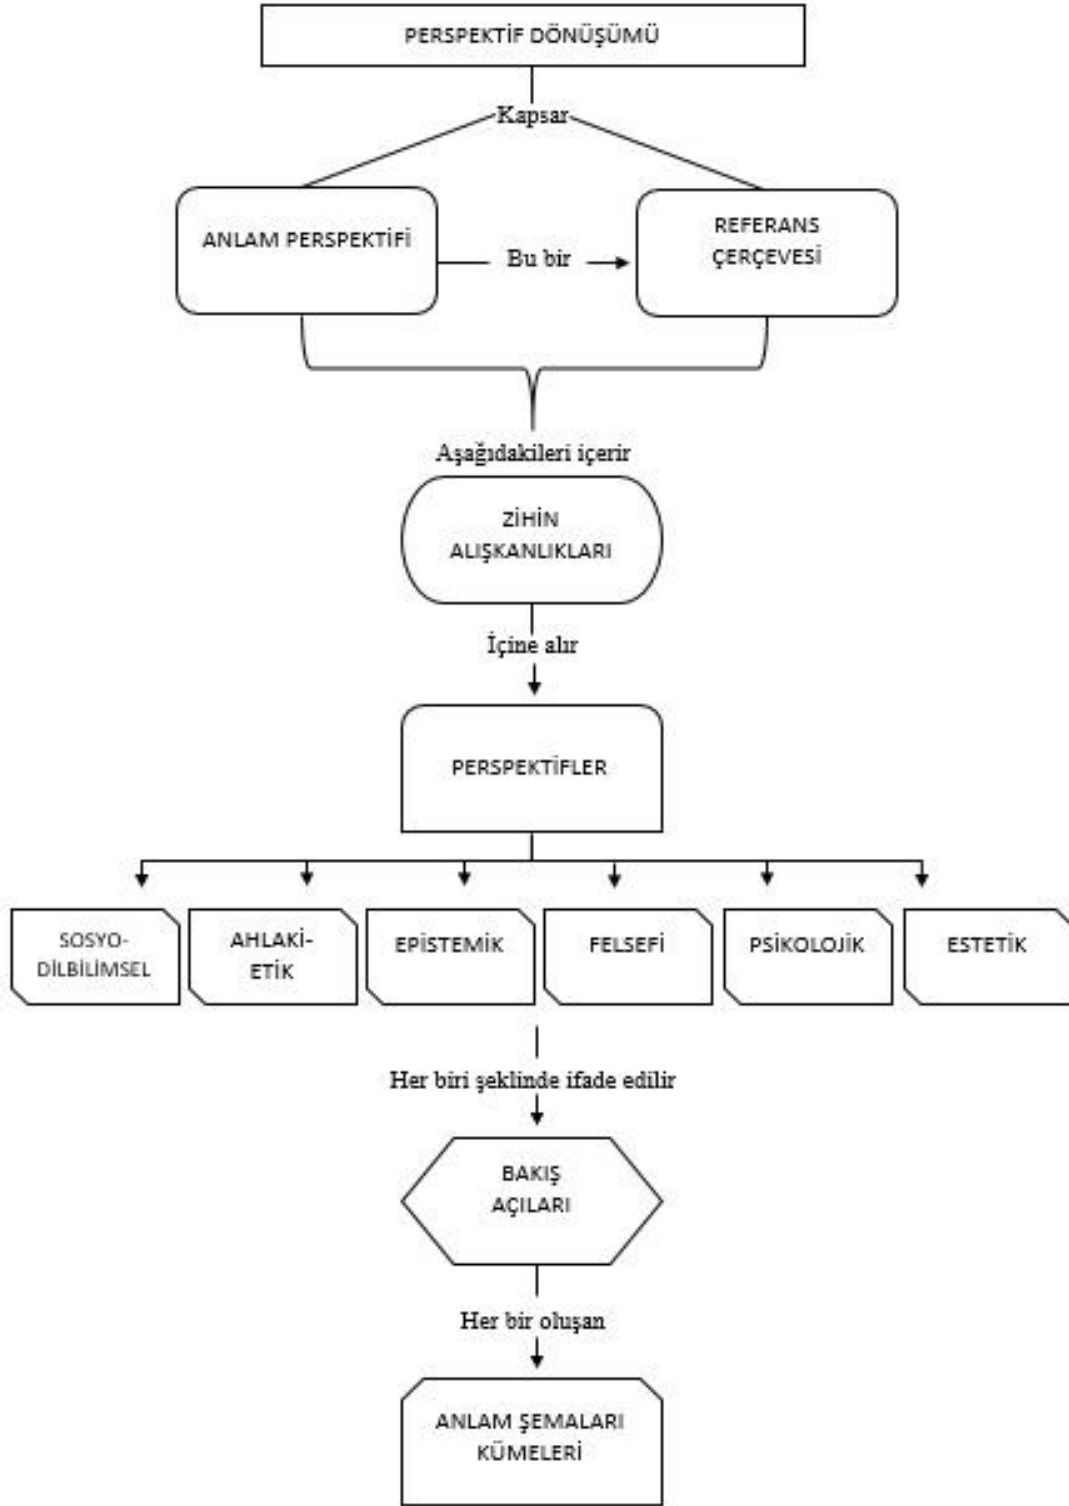 PERSPEKTİF DÖNÜŞÜMÜ
Kapsar
ANLAM PERSPEKTİFİ
Bu bir
REFERANS
ÇERÇEVESİ
Aşağıdakileri içerir
ZİHİN
ALIŞKANLIKLARI
İçine alır
PERSPEKTİFLER
SOSYO-
DİLBİLİMSEL
AHLAKİ-
ETİK
EPİSTEMİK
FELSEFİ
PSİKOLOJİK
ESTETİK
Her biri şeklinde ifade edilir
BAKIŞ
AÇILARI
Her bir oluşan
ANLAM ŞEMALARI
KÜMELERİ